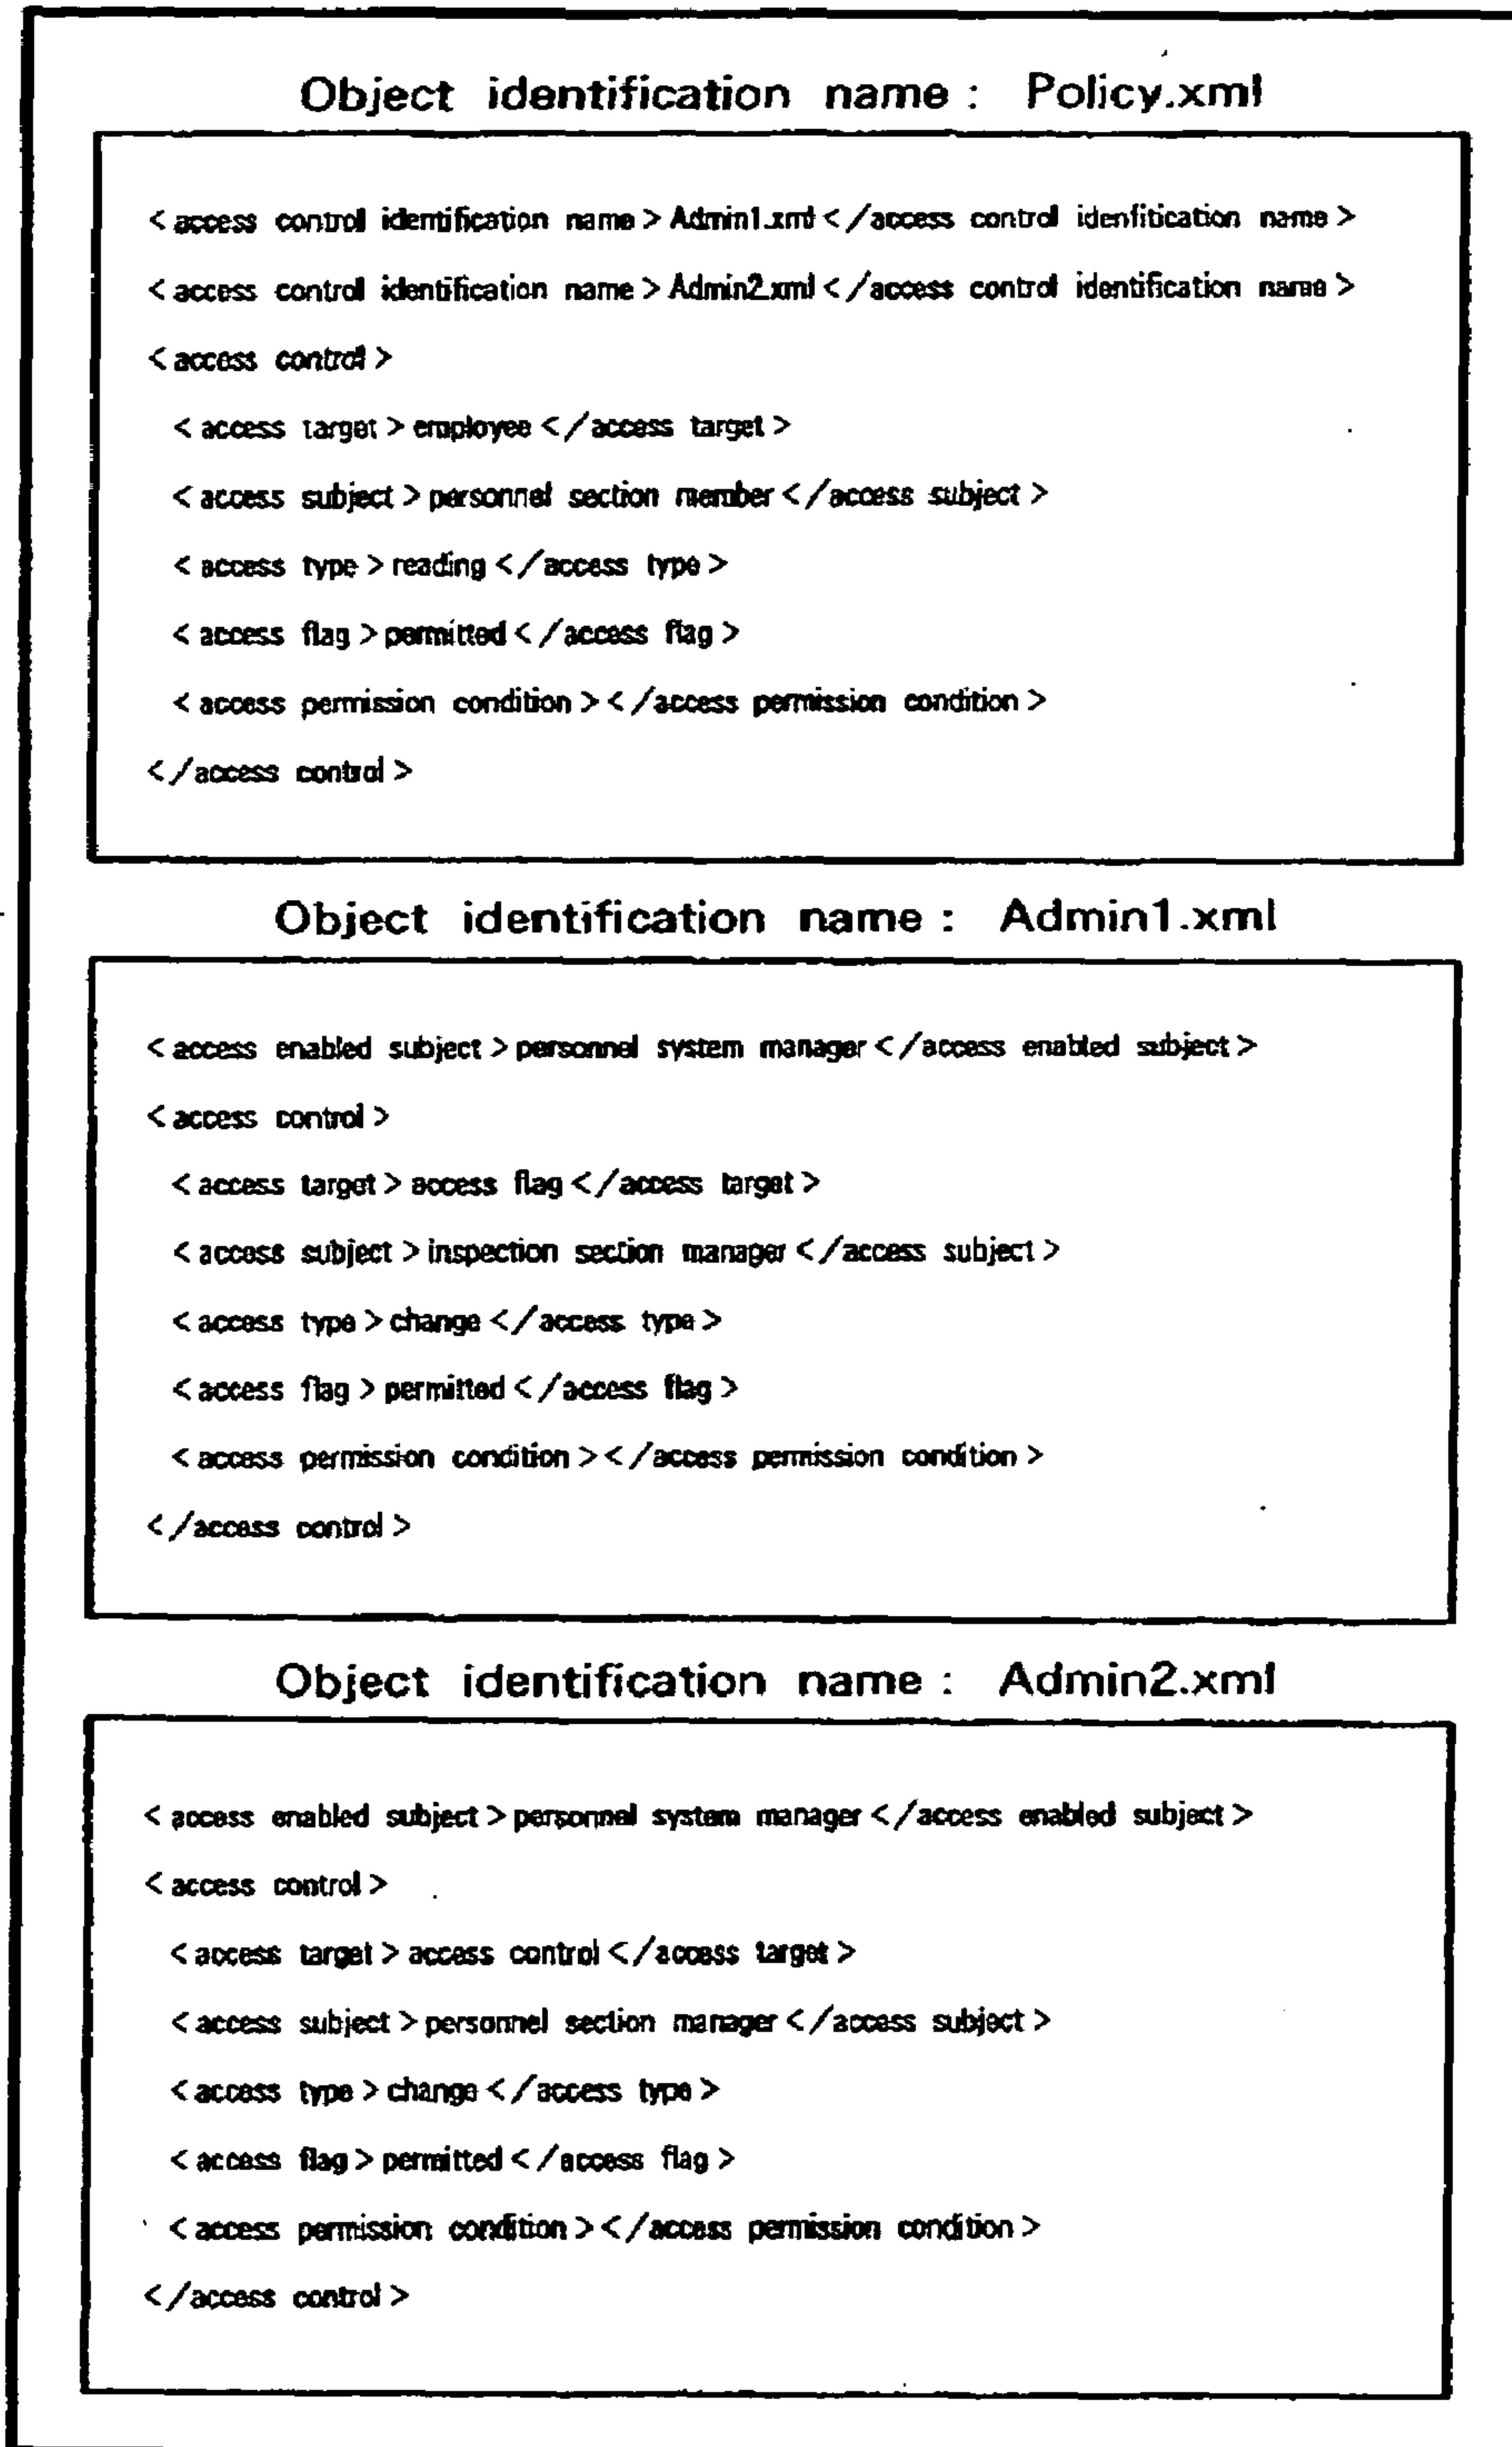 Object identification name : Policy.xml
< access control identification name > Admin1.xml < /access control idenfitication name >
< access control identification name > Admin2.xml < /access control identification name >
< access control >
< access target > employee < /access target >
< access subject > personnel section member < /access subject >
< access type > reading < /access type >
< access flag > permitted < /access flag >
< access permission condition > < /access permission condition >
< /access control >
Object identification name : Admin1.xml
< access enabled subject > personnel system manager < /access enabled subject >
< access control >
< access target > access flag < /access target >
< access subject > inspection section manager < /access subject >
< access type > change < /access type >
< access flag > permitted < /access flag >
< access permission condition > < /access permission condition >
< /access control >
Object identification name : Admin2.xml
< access enabled subject > personnel system manager < /access enabled subject >
< access control >
< access target > access control < /access target >
< access subject > personnel section manager < /access subject >
< access type > change < /access type >
< access flag > permitted < /access flag >
< access permission condition > < /access permission condition >
< /access control >